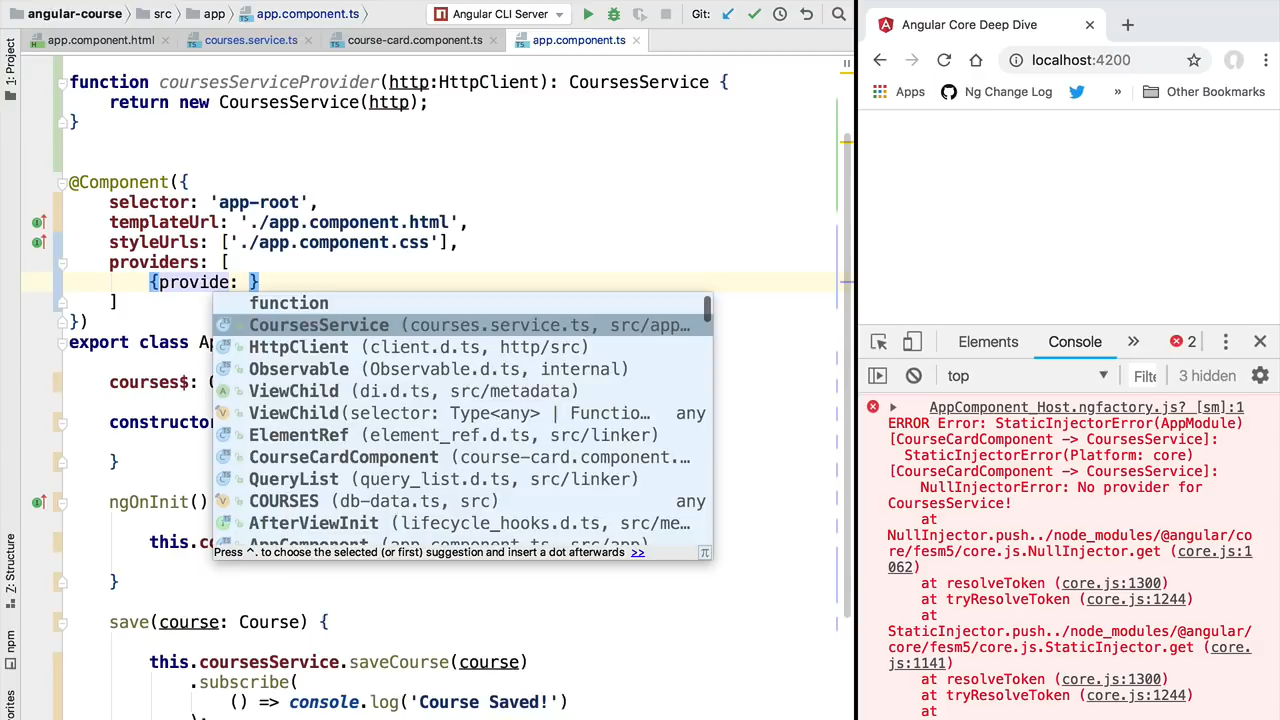 angular-course
src
app
app.component.ts
Angular CLI Server
Git:
app.component.html
courses.service.ts
course-card.component.ts
app.component.ts
1: Project
Z: Structure
npm
function coursesServiceProvider(http:HttpClient): CoursesService {
return new CoursesService(http);
}
@Component({
selector: 'app-root',
templateUrl: './app.component.html',
styleUrls: ['./app.component.css'],
providers: [
{provide: }
]
})
export class A
courses$:
constructor
}
ngOnInit()
this.co
}
save(course: Course) {
this.coursesService.saveCourse(course)
.subscribe(
() => console.log('Course Saved!')
function
CoursesService (courses.service.ts, src/app…
HttpClient (client.d.ts, http/src)
Observable (Observable.d.ts, internal)
ViewChild (di.d.ts, src/metadata)
ViewChild(selector: Type<any> | Functio… any
ElementRef (element_ref.d.ts, src/linker)
CourseCardComponent (course-card.component.…
QueryList (query_list.d.ts, src/linker)
COURSES (db-data.ts, src) any
AfterViewInit (lifecycle_hooks.d.ts, src/me…
AppComponent (app.component.ts, src/app)
Press ^. to choose the selected (or first) suggestion and insert a dot afterwards >>
π
Angular Core Deep Dive
localhost:4200
Apps
Ng Change Log
»
Other Bookmarks
Elements
Console
»
2
top
Filte
3 hidden
AppComponent_Host.ngfactory.js? [sm]:1
ERROR Error: StaticInjectorError(AppModule)
[CourseCardComponent -> CoursesService]:
StaticInjectorError(Platform: core)
[CourseCardComponent -> CoursesService]:
NullInjectorError: No provider for
CoursesService!
at
NullInjector.push../node_modules/@angular/co
re/fesm5/core.js.NullInjector.get (core.js:1
062)
at resolveToken (core.js:1300)
at tryResolveToken (core.js:1244)
at
StaticInjector.push../node_modules/@angular/
core/fesm5/core.js.StaticInjector.get (core.
js:1141)
at resolveToken (core.js:1300)
at tryResolveToken (core.js:1244)
at